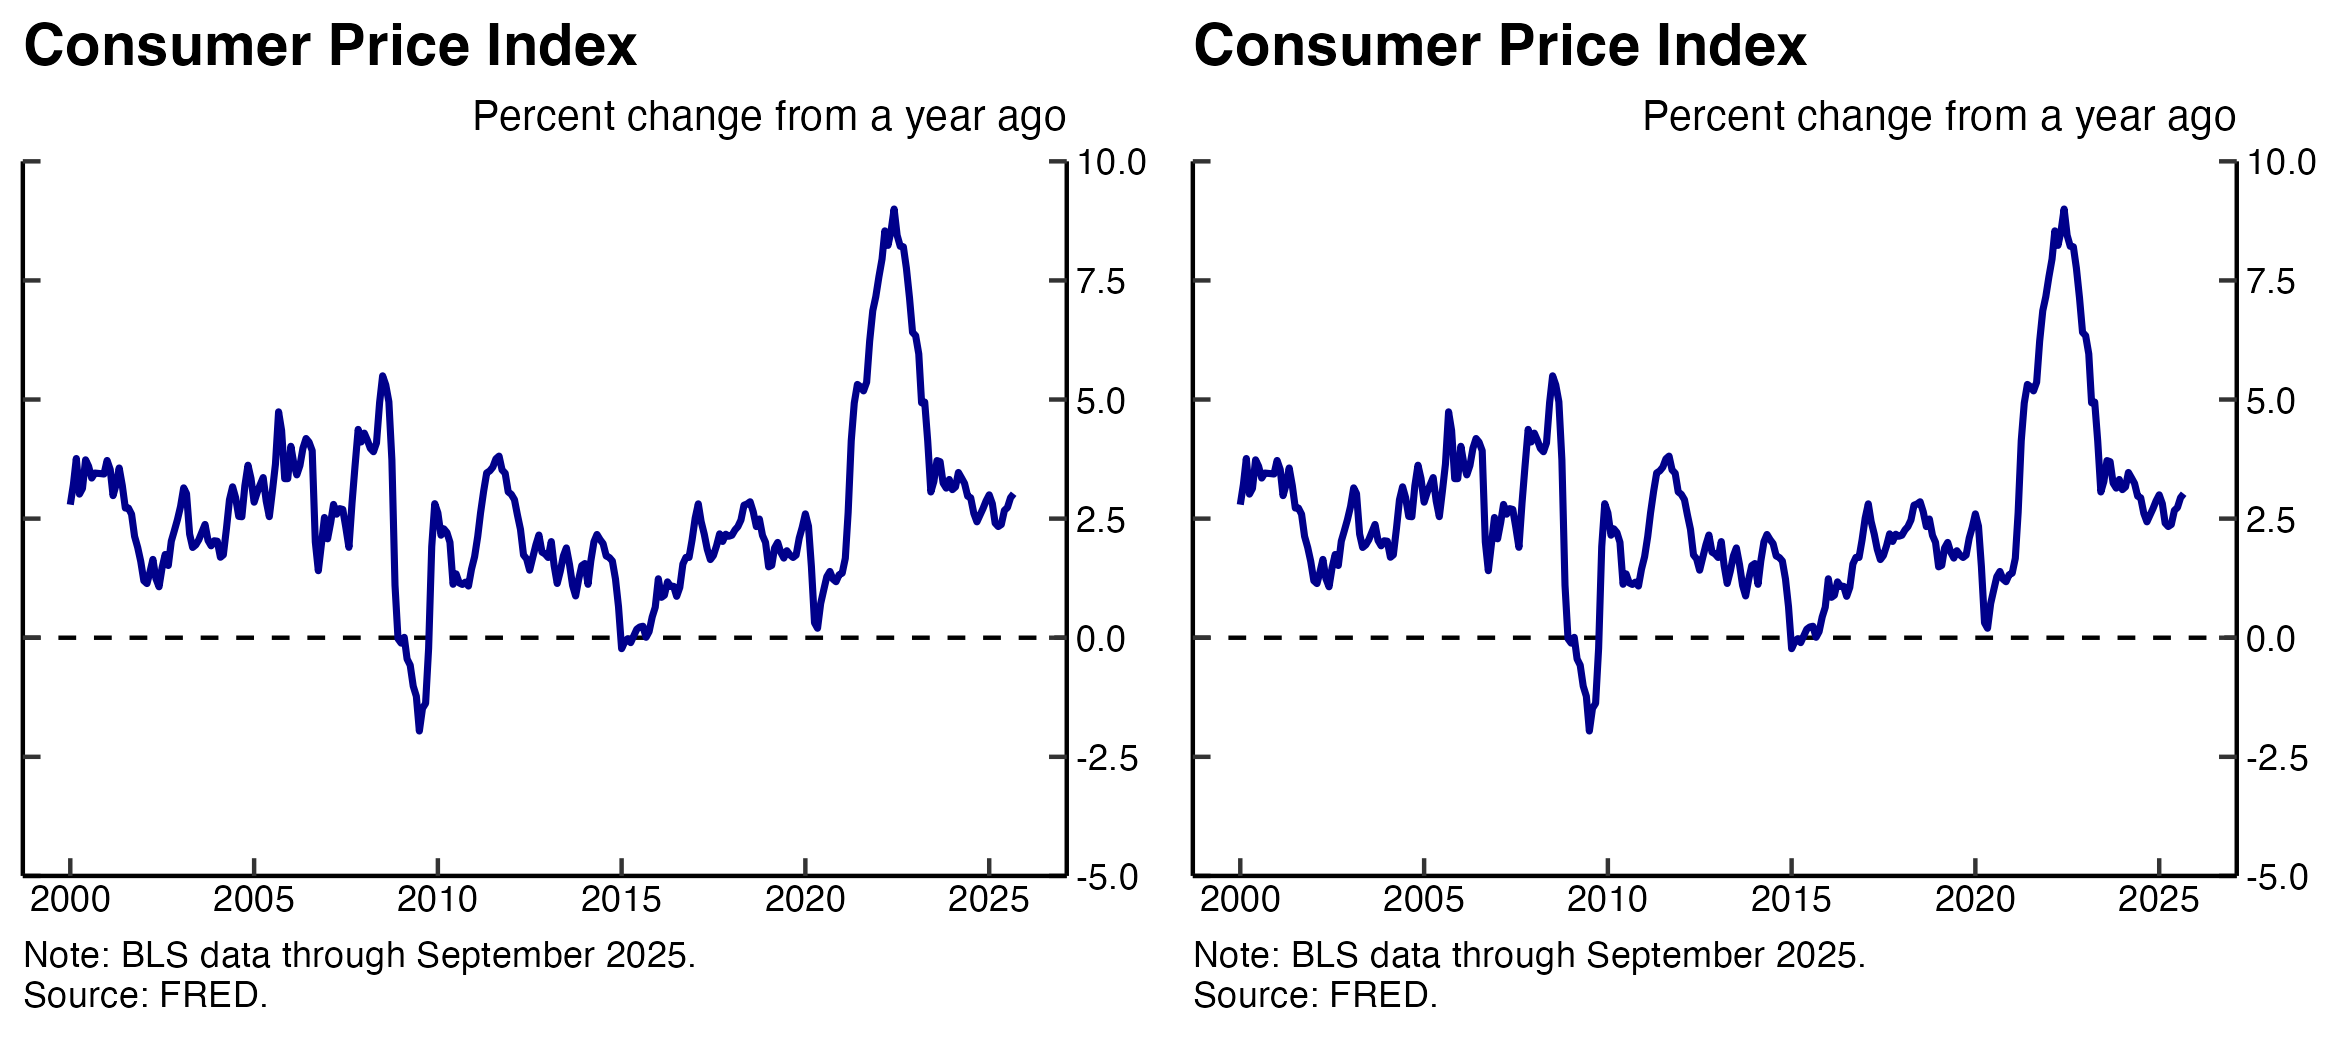 Consumer Price Index
Percent change from a year ago
10.0
7.5
5.0
2.5
0.0
-2.5
-5.0
2000 2005 2010 2015 2020 2025
Note: BLS data through September 2025.
Source: FRED.
Consumer Price Index
Percent change from a year ago
10.0
7.5
5.0
2.5
0.0
-2.5
-5.0
2000 2005 2010 2015 2020 2025
Note: BLS data through September 2025.
Source: FRED.